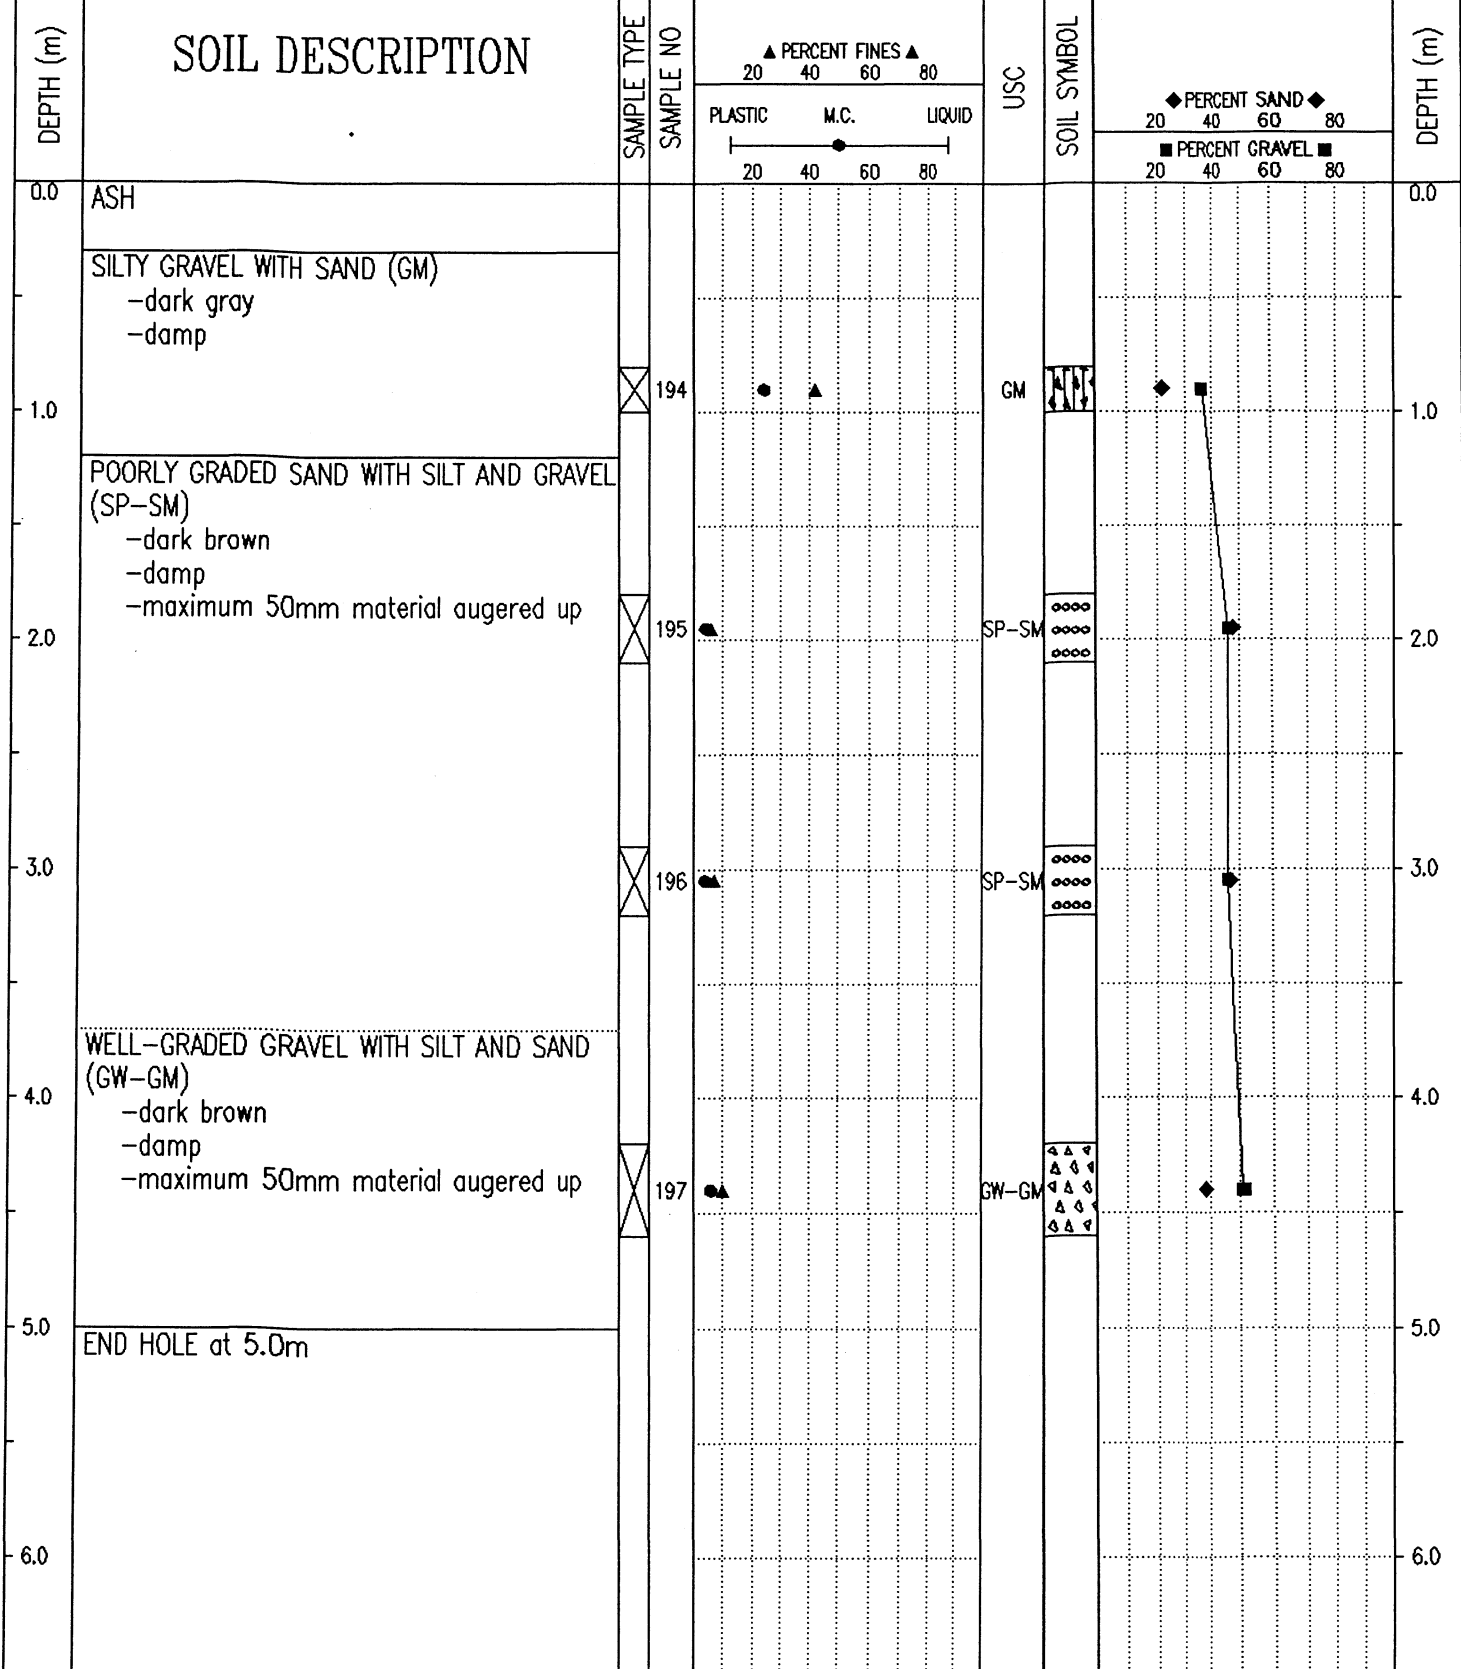 DEPTH (m)
SOIL DESCRIPTION
SAMPLE TYPE
SAMPLE NO
▲ PERCENT FINES ▲
20 40 60 80
PLASTIC M.C. LIQUID
20 40 60 80
USC
SOIL SYMBOL
◆ PERCENT SAND ◆
20 40 60 80
■ PERCENT GRAVEL ■
20 40 60 80
DEPTH (m)
0.0 ASH 0.0
SILTY GRAVEL WITH SAND (GM)
-dark gray
-damp
194 GM
1.0 1.0
POORLY GRADED SAND WITH SILT AND GRAVEL
(SP-SM)
-dark brown
-damp
-maximum 50mm material augered up
195 SP-SM
2.0 2.0
3.0 3.0
196 SP-SM
WELL-GRADED GRAVEL WITH SILT AND SAND
(GW-GM)
4.0 4.0
-dark brown
-damp
-maximum 50mm material augered up
197 GW-GM
5.0 5.0
END HOLE at 5.0m
6.0 6.0